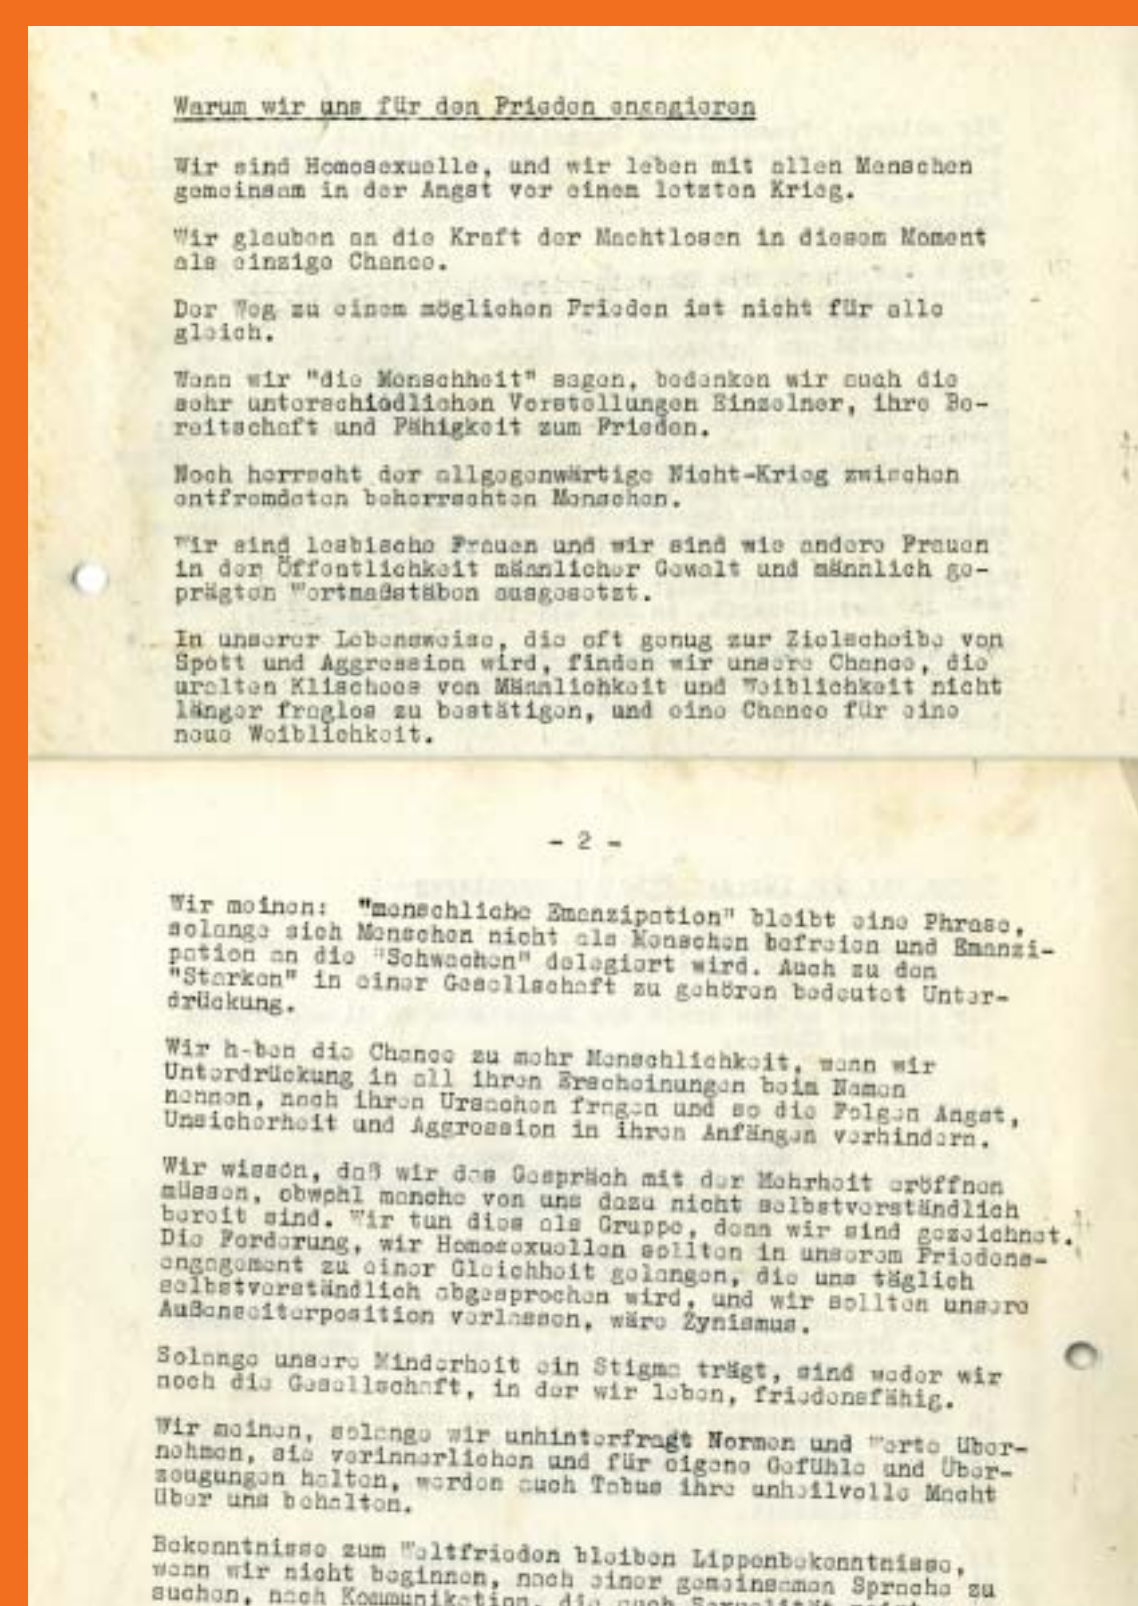 Warum wir uns für den Frieden engagieren
Wir sind Homosexuelle, und wir leben mit allen Menschen
gemeinsam in der Angst vor einem letzten Krieg.
Wir glauben an die Kraft der Machtlosen in diesem Moment
als einzige Chance.
Der Weg zu einem möglichen Frieden ist nicht für alle
gleich.
Wenn wir "die Menschheit" sagen, bedenken wir auch die
sehr unterschiedlichen Vorstellungen Einzelner, ihre Be-
reitschaft und Fähigkeit zum Frieden.
Noch herrscht der allgegenwärtige Nicht-Krieg zwischen
entfremdeten beherrschten Menschen.
Wir sind lesbische Frauen und wir sind wie andere Frauen
in der Öffentlichkeit männlicher Gewalt und männlich ge-
prägten Wertmaßstäben ausgesetzt.
In unserer Lebensweise, die oft genug zur Zielscheibe von
Spott und Aggression wird, finden wir unsere Chance, die
uralten Klischees von Männlichkeit und Weiblichkeit nicht
länger fraglos zu bestätigen, und eine Chance für eine
neue Weiblichkeit.
- 2 -
Wir meinen: "menschliche Emanzipation" bleibt eine Phrase,
solange sich Menschen nicht als Menschen befreien und Emanzi-
pation an die "Schwachen" delegiert wird. Auch zu den
"Starken" in einer Gesellschaft zu gehören bedeutet Unter-
drückung.
Wir h-ben die Chance zu mehr Menschlichkeit, wenn wir
Unterdrückung in all ihren Erscheinungen beim Namen
nennen, nach ihren Ursachen fragen und so die Folgen Angst,
Unsicherheit und Aggression in ihren Anfängen verhindern.
Wir wissen, daß wir das Gespräch mit der Mehrheit eröffnen
müssen, obwohl manche von uns dazu nicht selbstverständlich
bereit sind. Wir tun dies als Gruppe, denn wir sind gezeichnet.
Die Forderung, wir Homosexuellen sollten in unserem Friedens-
engagement zu einer Gleichheit gelangen, die uns täglich
selbstverständlich abgesprochen wird, und wir sollten unsere
Außenseiterposition verlassen, wäre Zynismus.
Solange unsere Minderheit ein Stigma trägt, sind weder wir
noch die Gesellschaft, in der wir leben, friedensfähig.
Wir meinen, solange wir unhinterfragt Normen und Werte über-
nehmen, sie verinnerlichen und für eigene Gefühle und Über-
zeugungen halten, werden auch Tabus ihre unheilvolle Macht
über uns behalten.
Bekenntnisse zum Weltfrieden bleiben Lippenbekenntnisse,
wenn wir nicht beginnen, nach einer gemeinsamen Sprache zu
suchen, nach Kommunikation, die auch Sexualität